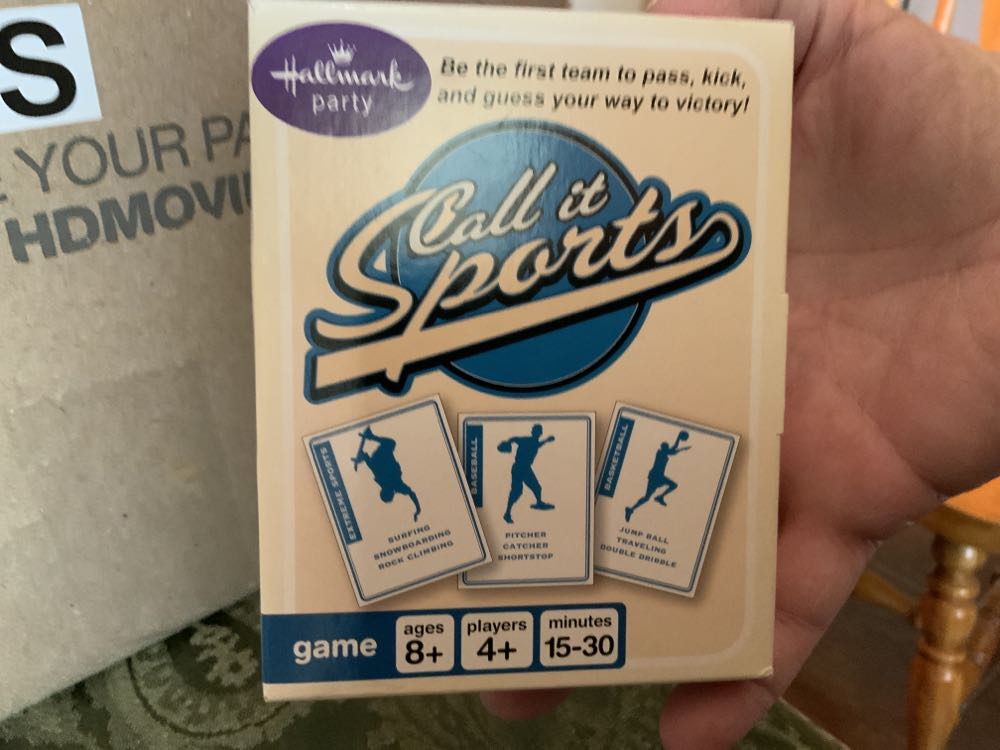 S
YOUR PA
HDMOVI
Hallmark
party
Be the first team to pass, kick,
and guess your way to victory!
Call it
Sports
EXTREME SPORTS
SURFING
SNOWBOARDING
ROCK CLIMBING
BASEBALL
PITCHER
CATCHER
SHORTSTOP
BASKETBALL
JUMP BALL
TRAVELING
DOUBLE DRIBBLE
game
ages
8+
players
4+
minutes
15-30